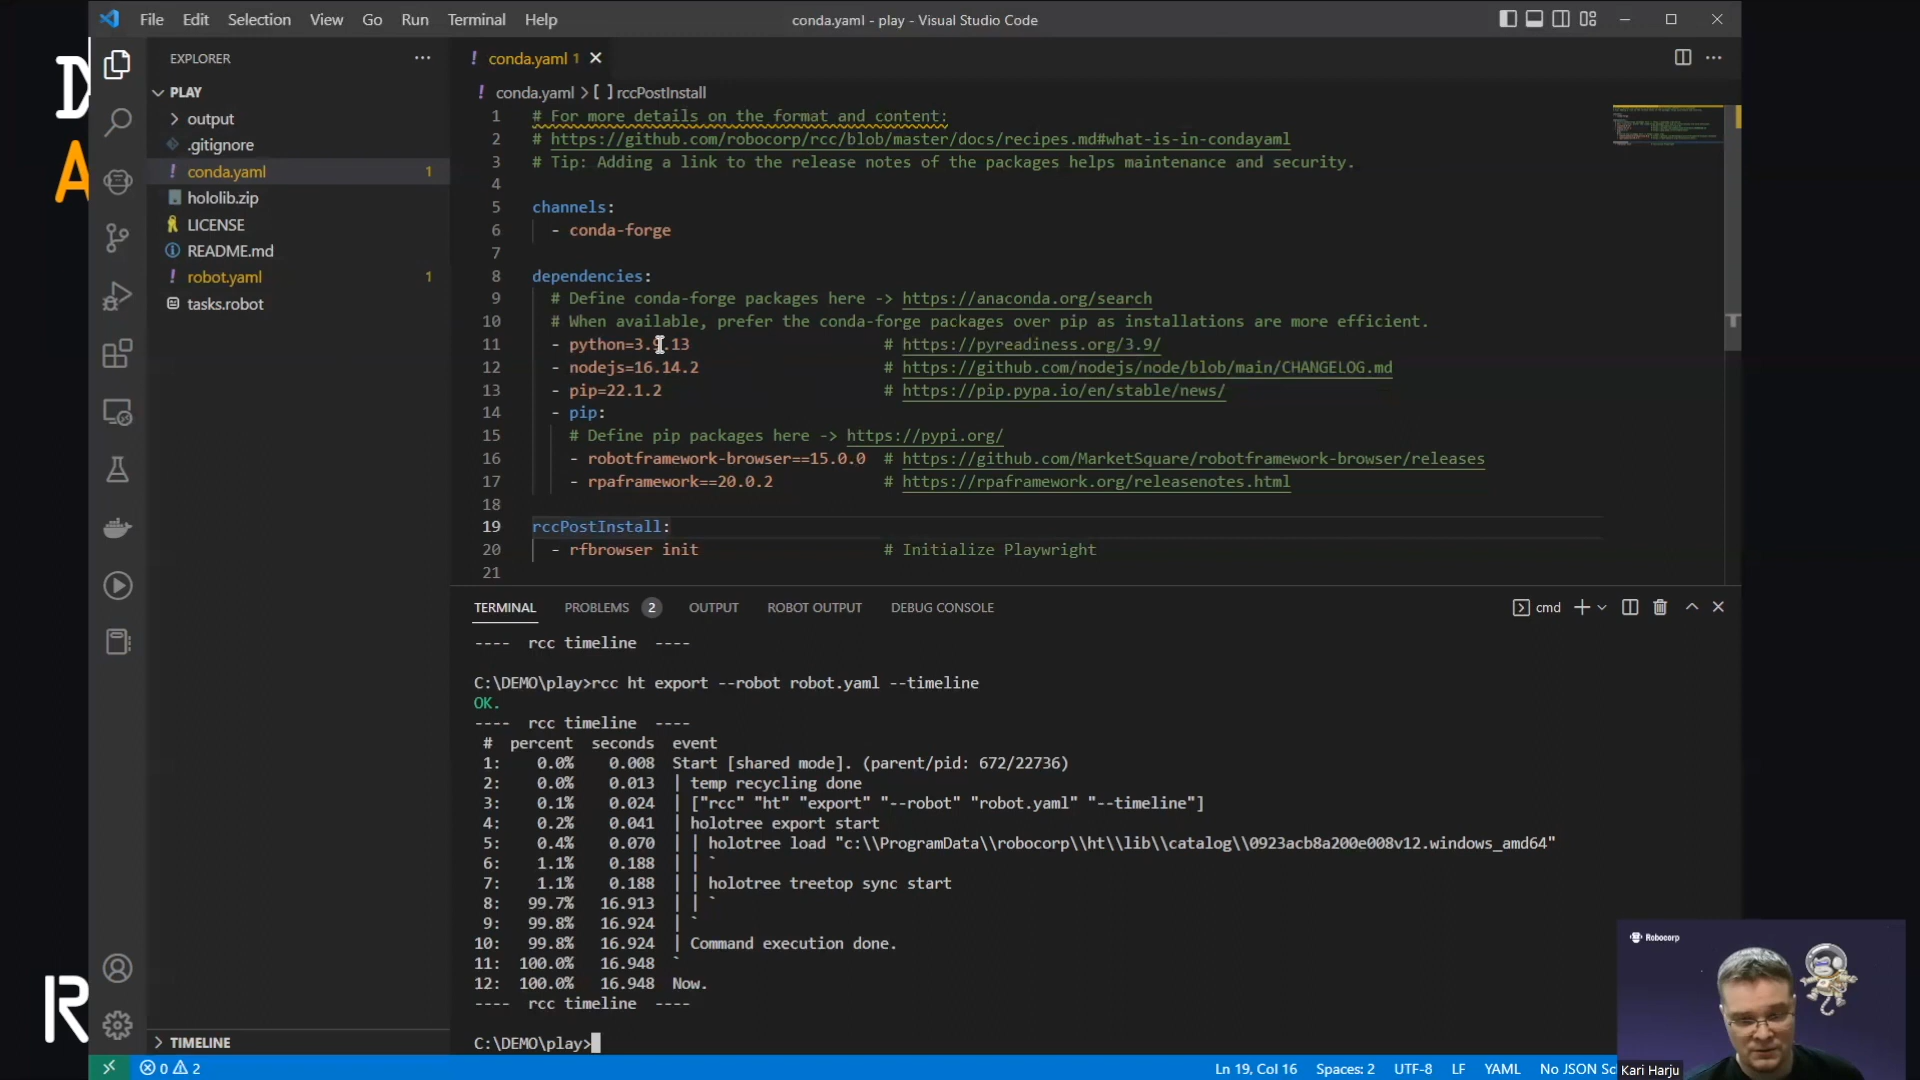 File Edit Selection View Go Run Terminal Help
conda.yaml - play - Visual Studio Code
D
A
R
EXPLORER
PLAY
output
.gitignore
conda.yaml 1
hololib.zip
LICENSE
README.md
robot.yaml 1
tasks.robot
TIMELINE
conda.yaml 1
conda.yaml > [ ] rccPostInstall
1 # For more details on the format and content:
2 # https://github.com/robocorp/rcc/blob/master/docs/recipes.md#what-is-in-condayaml
3 # Tip: Adding a link to the release notes of the packages helps maintenance and security.
4
5 channels:
6 - conda-forge
7
8 dependencies:
9 # Define conda-forge packages here -> https://anaconda.org/search
10 # When available, prefer the conda-forge packages over pip as installations are more efficient.
11 - python=3.9.13 # https://pyreadiness.org/3.9/
12 - nodejs=16.14.2 # https://github.com/nodejs/node/blob/main/CHANGELOG.md
13 - pip=22.1.2 # https://pip.pypa.io/en/stable/news/
14 - pip:
15 # Define pip packages here -> https://pypi.org/
16 - robotframework-browser==15.0.0 # https://github.com/MarketSquare/robotframework-browser/releases
17 - rpaframework==20.0.2 # https://rpaframework.org/releasenotes.html
18
19 rccPostInstall:
20 - rfbrowser init # Initialize Playwright
21
TERMINAL PROBLEMS 2 OUTPUT ROBOT OUTPUT DEBUG CONSOLE
cmd
---- rcc timeline ----
C:\DEMO\play>rcc ht export --robot robot.yaml --timeline
OK.
---- rcc timeline ----
# percent seconds event
1: 0.0% 0.008 Start [shared mode]. (parent/pid: 672/22736)
2: 0.0% 0.013 | temp recycling done
3: 0.1% 0.024 | ["rcc" "ht" "export" "--robot" "robot.yaml" "--timeline"]
4: 0.2% 0.041 | holotree export start
5: 0.4% 0.070 | | holotree load "c:\\ProgramData\\robocorp\\ht\\lib\\catalog\\0923acb8a200e008v12.windows_amd64"
6: 1.1% 0.188 | | `
7: 1.1% 0.188 | | holotree treetop sync start
8: 99.7% 16.913 | | `
9: 99.8% 16.924 | `
10: 99.8% 16.924 | Command execution done.
11: 100.0% 16.948 `
12: 100.0% 16.948 Now.
---- rcc timeline ----
C:\DEMO\play>
0 2
Ln 19, Col 16 Spaces: 2 UTF-8 LF YAML No JSON Sc
Robocorp
Kari Harju